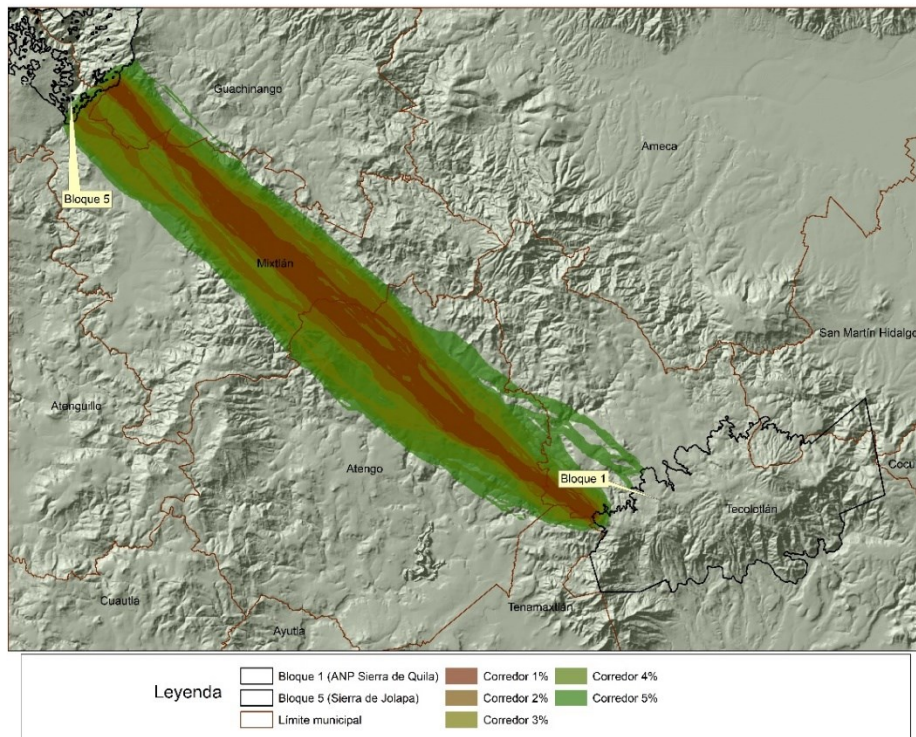 Guachinango
Ameca
Bloque 5
Mixtlán
San Martín Hidalgo
Atenguillo
Atengo
Bloque 1
Cocu
Tecolotlán
Cuautla
Tenamaxtlán
Ayutla
Leyenda
Bloque 1 (ANP Sierra de Quila)
Bloque 5 (Sierra de Jolapa)
Límite municipal
Corredor 1%
Corredor 2%
Corredor 3%
Corredor 4%
Corredor 5%